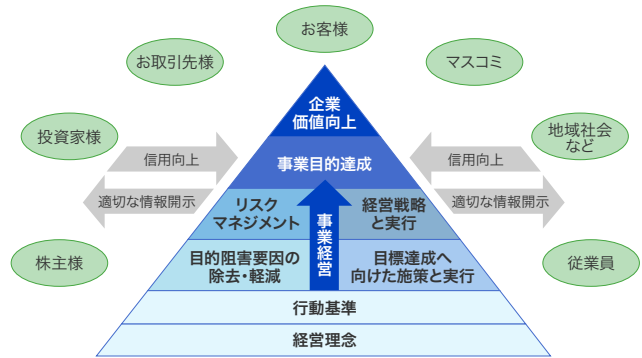 お客様
お取引先様
マスコミ
投資家様
地域社会
など
株主様
従業員
信用向上
適切な情報開示
信用向上
適切な情報開示
企業
価値向上
事業目的達成
リスク
マネジメント
経営戦略
と実行
事業経営
目的阻害要因の
除去・軽減
目標達成へ
向けた施策と実行
行動基準
経営理念